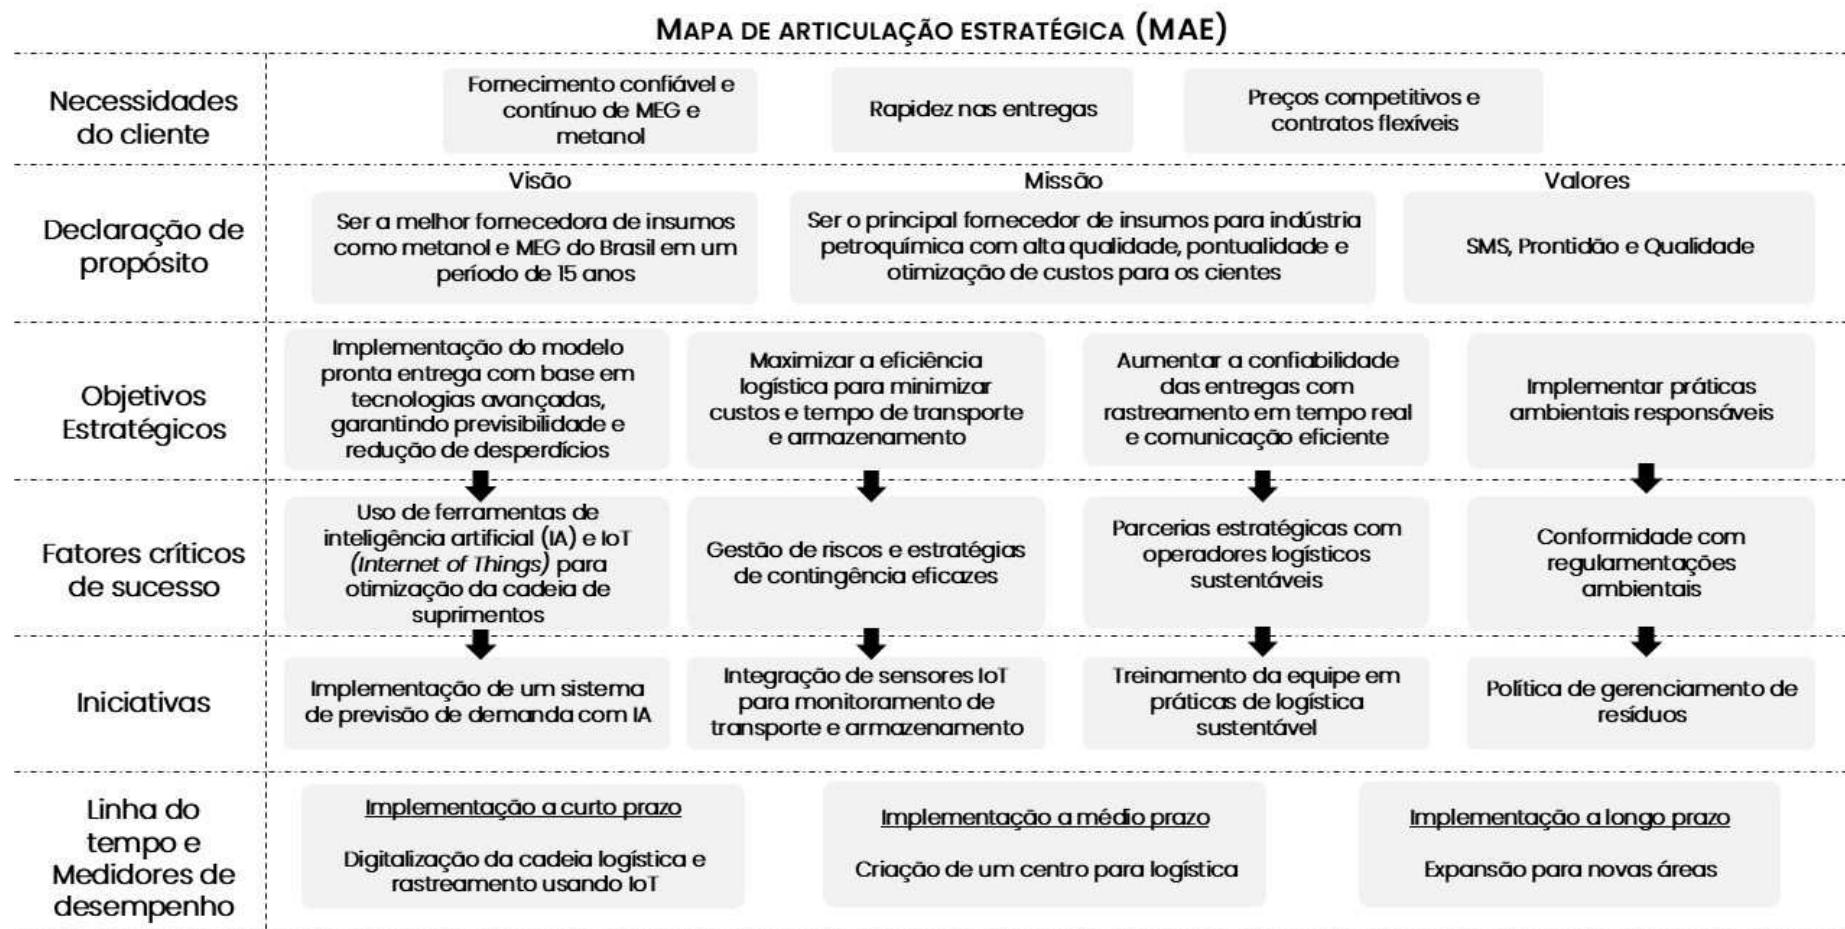 MAPA DE ARTICULAÇÃO ESTRATÉGICA (MAE)
Necessidades
do cliente
Fornecimento confiável e
contínuo de MEG e
metanol
Rapidez nas entregas
Preços competitivos e
contratos flexíveis
Declaração de
propósito
Visão
Ser a melhor fornecedora de insumos
como metanol e MEG do Brasil em um
período de 15 anos
Missão
Ser o principal fornecedor de insumos para indústria
petroquímica com alta qualidade, pontualidade e
otimização de custos para os cientes
Valores
SMS, Prontidão e Qualidade
Objetivos
Estratégicos
Implementação do modelo
pronta entrega com base em
tecnologias avançadas,
garantindo previsibilidade e
redução de desperdícios
Maximizar a eficiência
logística para minimizar
custos e tempo de transporte
e armazenamento
Aumentar a confiabilidade
das entregas com
rastreamento em tempo real
e comunicação eficiente
Implementar práticas
ambientais responsáveis
Fatores críticos
de sucesso
Uso de ferramentas de
inteligência artificial (IA) e IoT
(Internet of Things) para
otimização da cadeia de
suprimentos
Gestão de riscos e estratégias
de contingência eficazes
Parcerias estratégicas com
operadores logísticos
sustentáveis
Conformidade com
regulamentações
ambientais
Iniciativas
Implementação de um sistema
de previsão de demanda com IA
Integração de sensores IoT
para monitoramento de
transporte e armazenamento
Treinamento da equipe em
práticas de logística
sustentável
Política de gerenciamento de
resíduos
Linha do
tempo e
Medidores de
desempenho
Implementação a curto prazo
Digitalização da cadeia logística e
rastreamento usando IoT
Implementação a médio prazo
Criação de um centro para logística
Implementação a longo prazo
Expansão para novas áreas